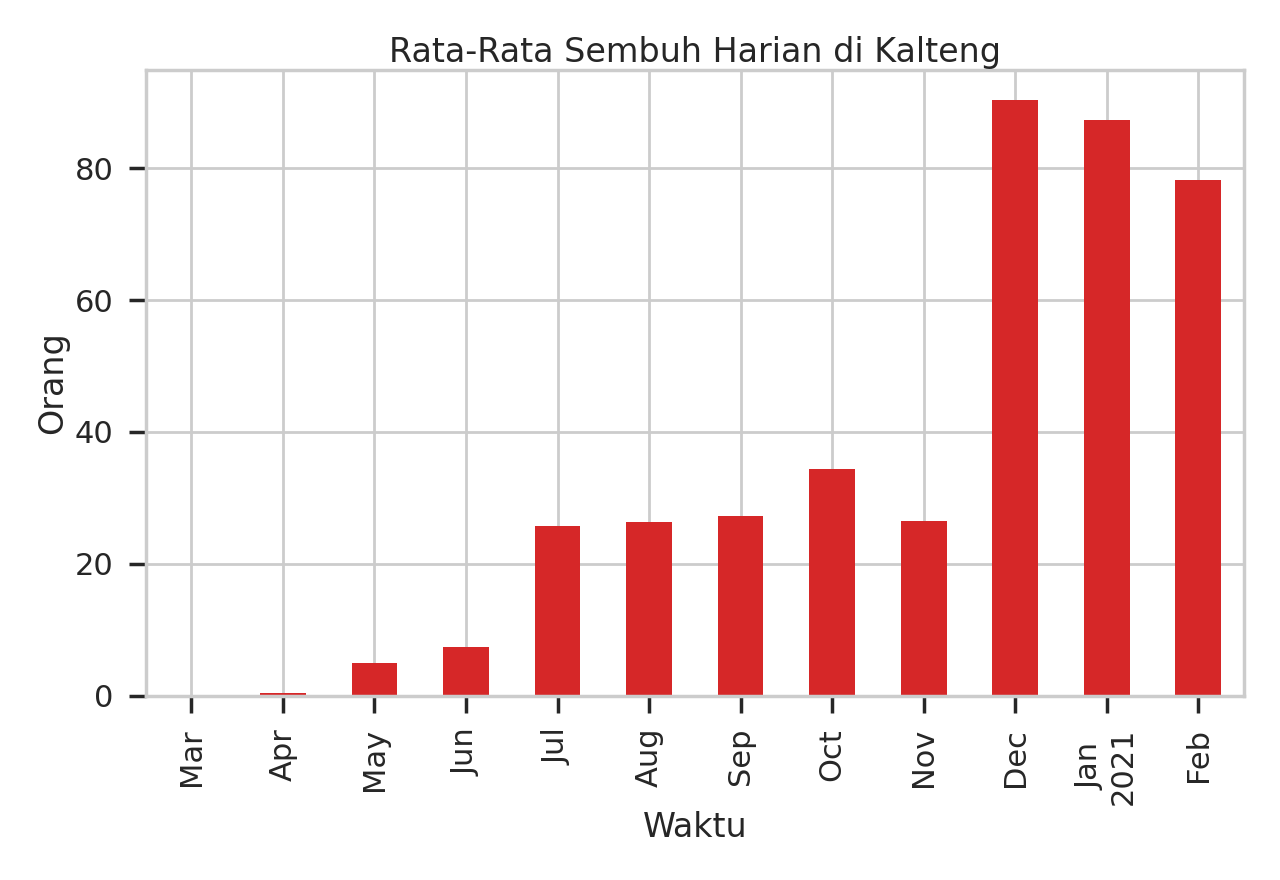 Rata-Rata Sembuh Harian di Kalteng
Orang
80
60
40
20
0
Mar
Apr
May
Jun
Jul
Aug
Sep
Oct
Nov
Dec
Jan
2021
Feb
Waktu